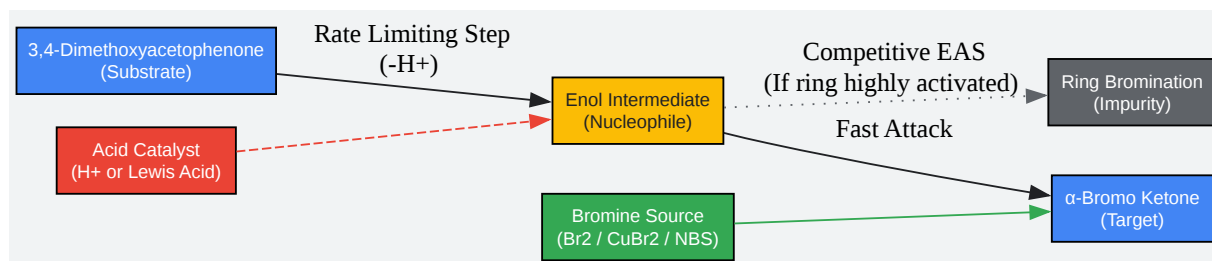 3,4-Dimethoxyacetophenone
(Substrate)
Rate Limiting Step
(-H+)
Acid Catalyst
(H+ or Lewis Acid)
Enol Intermediate
(Nucleophile)
Competitive EAS
(If ring highly activated)
Fast Attack
Ring Bromination
(Impurity)
Bromine Source
(Br2 / CuBr2 / NBS)
α-Bromo Ketone
(Target)